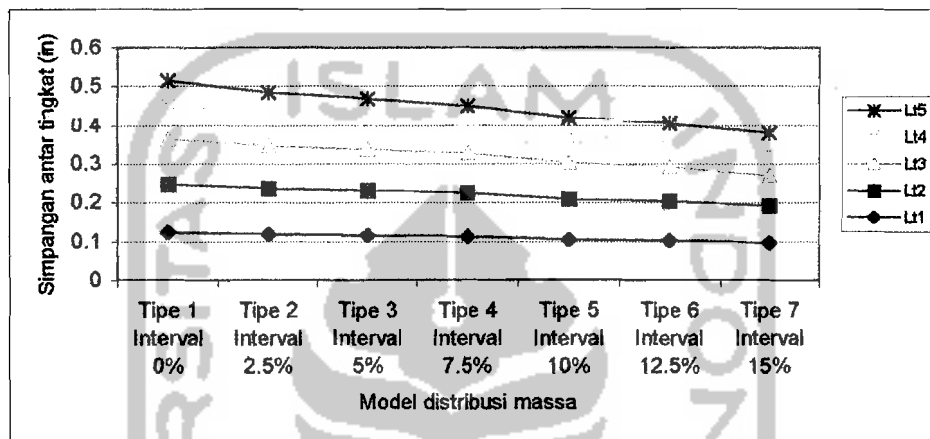 Simpangan antar tingkat (in)
0.6
0.5
0.4
0.3
0.2
0.1
0
Tipe 1 Interval 0%
Tipe 2 Interval 2.5%
Tipe 3 Interval 5%
Tipe 4 Interval 7.5%
Tipe 5 Interval 10%
Tipe 6 Interval 12.5%
Tipe 7 Interval 15%
Model distribusi massa
Lt5
Lt4
Lt3
Lt2
Lt1
ISLAM
RSITAS